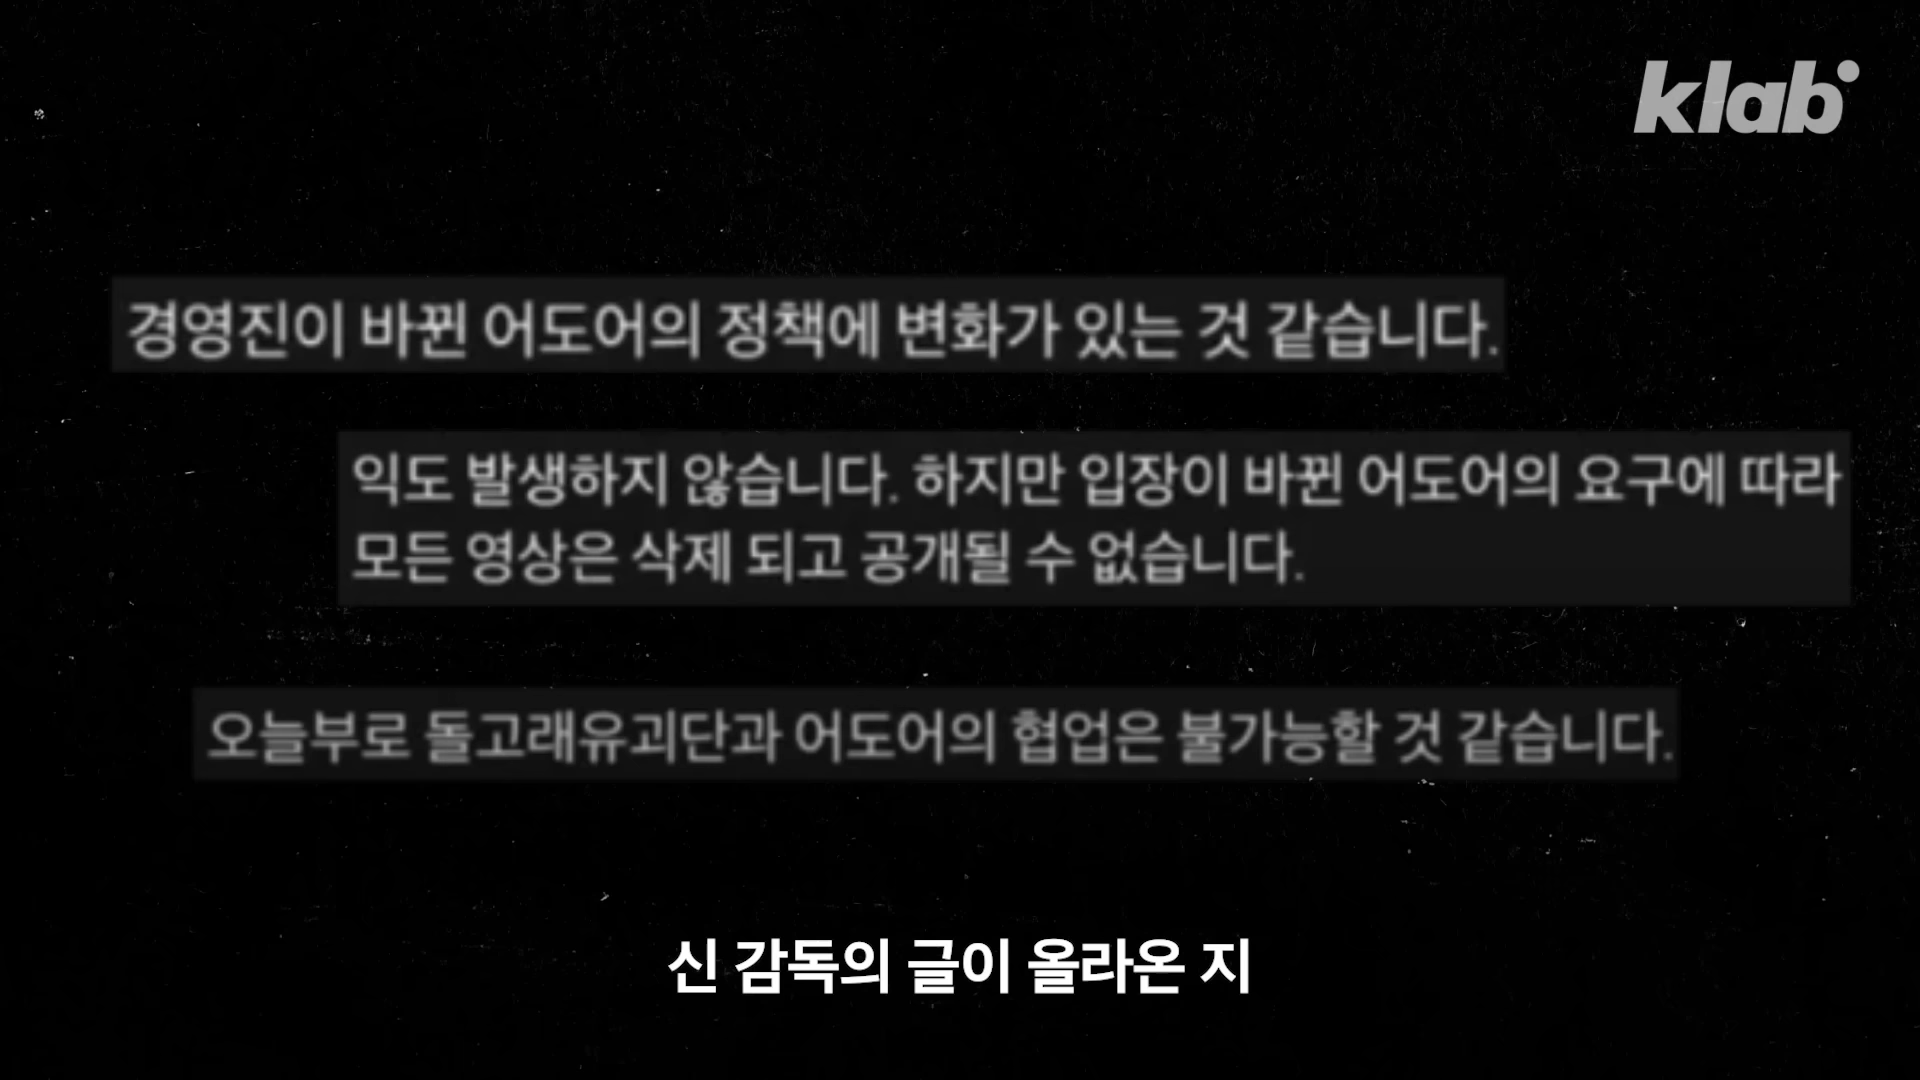 klab
경영진이 바뀐 어도어의 정책에 변화가 있는 것 같습니다.
익도 발생하지 않습니다. 하지만 입장이 바뀐 어도어의 요구에 따라
모든 영상은 삭제 되고 공개될 수 없습니다.
오늘부로 돌고래유괴단과 어도어의 협업은 불가능할 것 같습니다.
신 감독의 글이 올라온 지